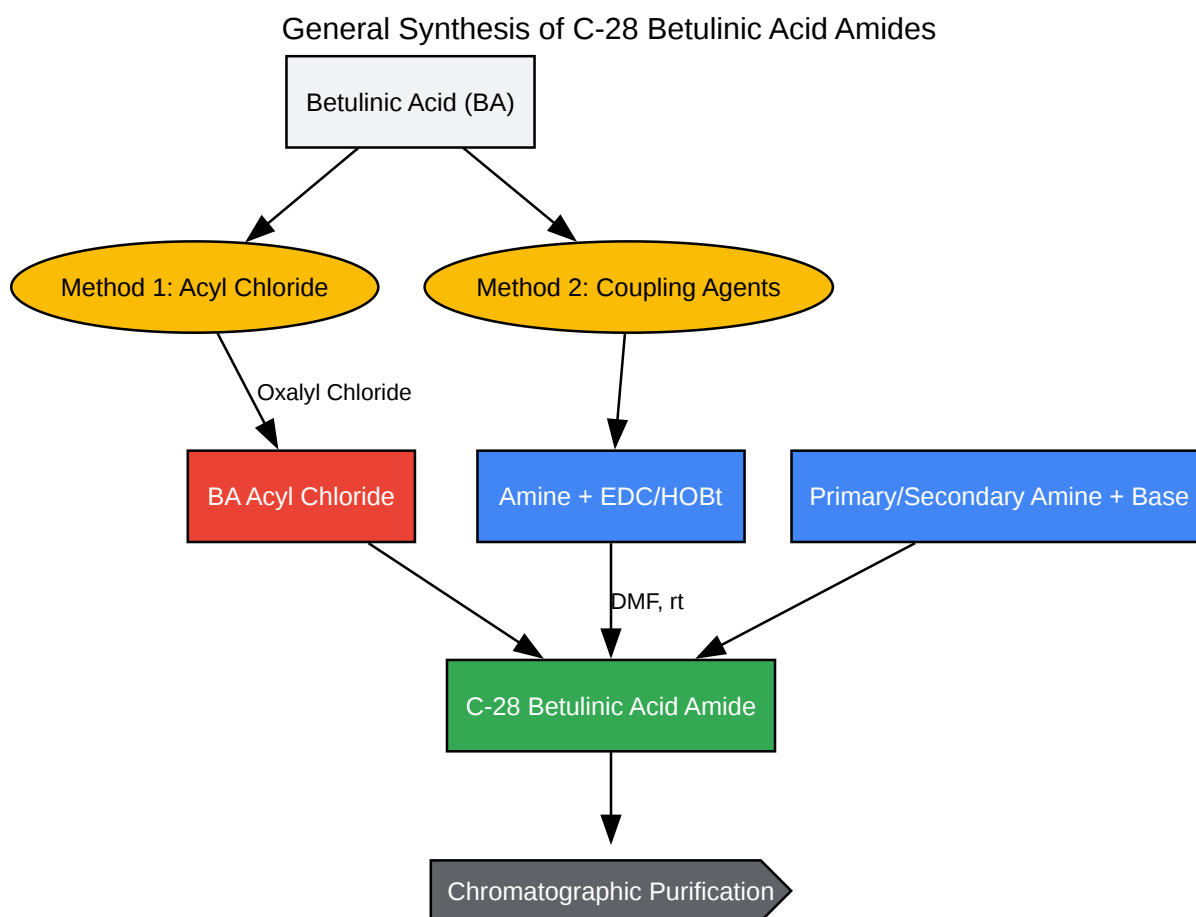 General Synthesis of C-28 Betulinic Acid Amides
Betulinic Acid (BA)
Method 1: Acyl Chloride
Method 2: Coupling Agents
Oxalyl Chloride
BA Acyl Chloride
Amine + EDC/HOBt
Primary/Secondary Amine + Base
DMF, rt
C-28 Betulinic Acid Amide
Chromatographic Purification